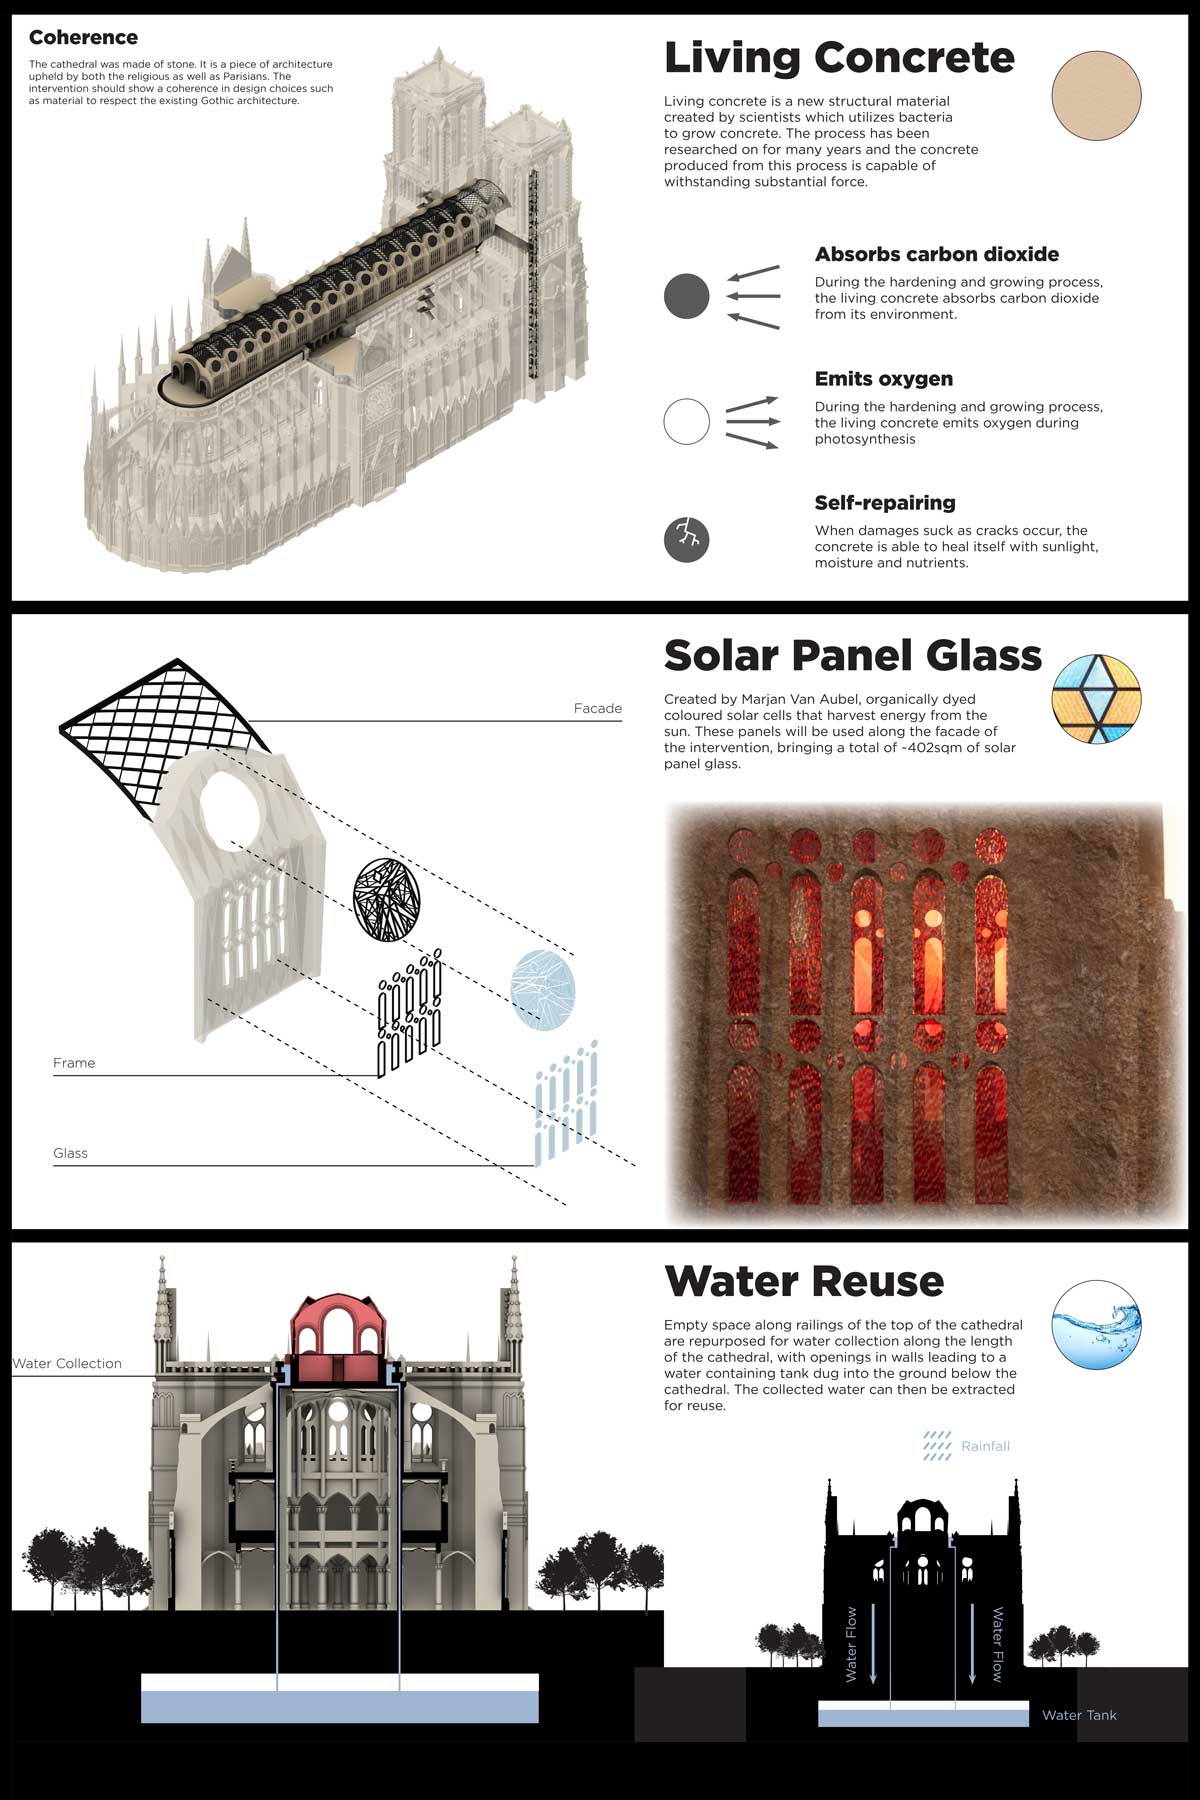 Coherence
The cathedral was made of stone. It is a piece of architecture
upheld by both the religious as well as Parisians. The
intervention should show a coherence in design choices such
as material to respect the existing Gothic architecture.
Living Concrete
Living concrete is a new structural material
created by scientists which utilizes bacteria
to grow concrete. The process has been
researched on for many years and the concrete
produced from this process is capable of
withstanding substantial force.
Absorbs carbon dioxide
During the hardening and growing process,
the living concrete absorbs carbon dioxide
from its environment.
Emits oxygen
During the hardening and growing process,
the living concrete emits oxygen during
photosynthesis
Self-repairing
When damages suck as cracks occur, the
concrete is able to heal itself with sunlight,
moisture and nutrients.
Facade
Frame
Glass
Solar Panel Glass
Created by Marjan Van Aubel, organically dyed
coloured solar cells that harvest energy from the
sun. These panels will be used along the facade of
the intervention, bringing a total of ~402sqm of solar
panel glass.
Water Collection
Water Reuse
Empty space along railings of the top of the cathedral
are repurposed for water collection along the length
of the cathedral, with openings in walls leading to a
water containing tank dug into the ground below the
cathedral. The collected water can then be extracted
for reuse.
Rainfall
Water Flow
Water Flow
Water Tank